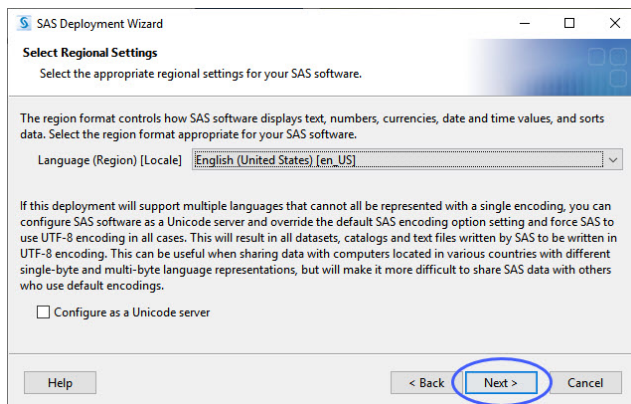 SAS Deployment Wizard
Select Regional Settings
Select the appropriate regional settings for your SAS software.
The region format controls how SAS software displays text, numbers, currencies, date and time values, and sorts
data. Select the region format appropriate for your SAS software.
Language (Region) [Locale] English (United States) [en_US]
If this deployment will support multiple languages that cannot all be represented with a single encoding, you can
configure SAS software as a Unicode server and override the default SAS encoding option setting and force SAS to
use UTF-8 encoding in all cases. This will result in all datasets, catalogs and text files written by SAS to be written in
UTF-8 encoding. This can be useful when sharing data with computers located in various countries with different
single-byte and multi-byte language representations, but will make it more difficult to share SAS data with others
who use default encodings.
Configure as a Unicode server
Help < Back Next > Cancel